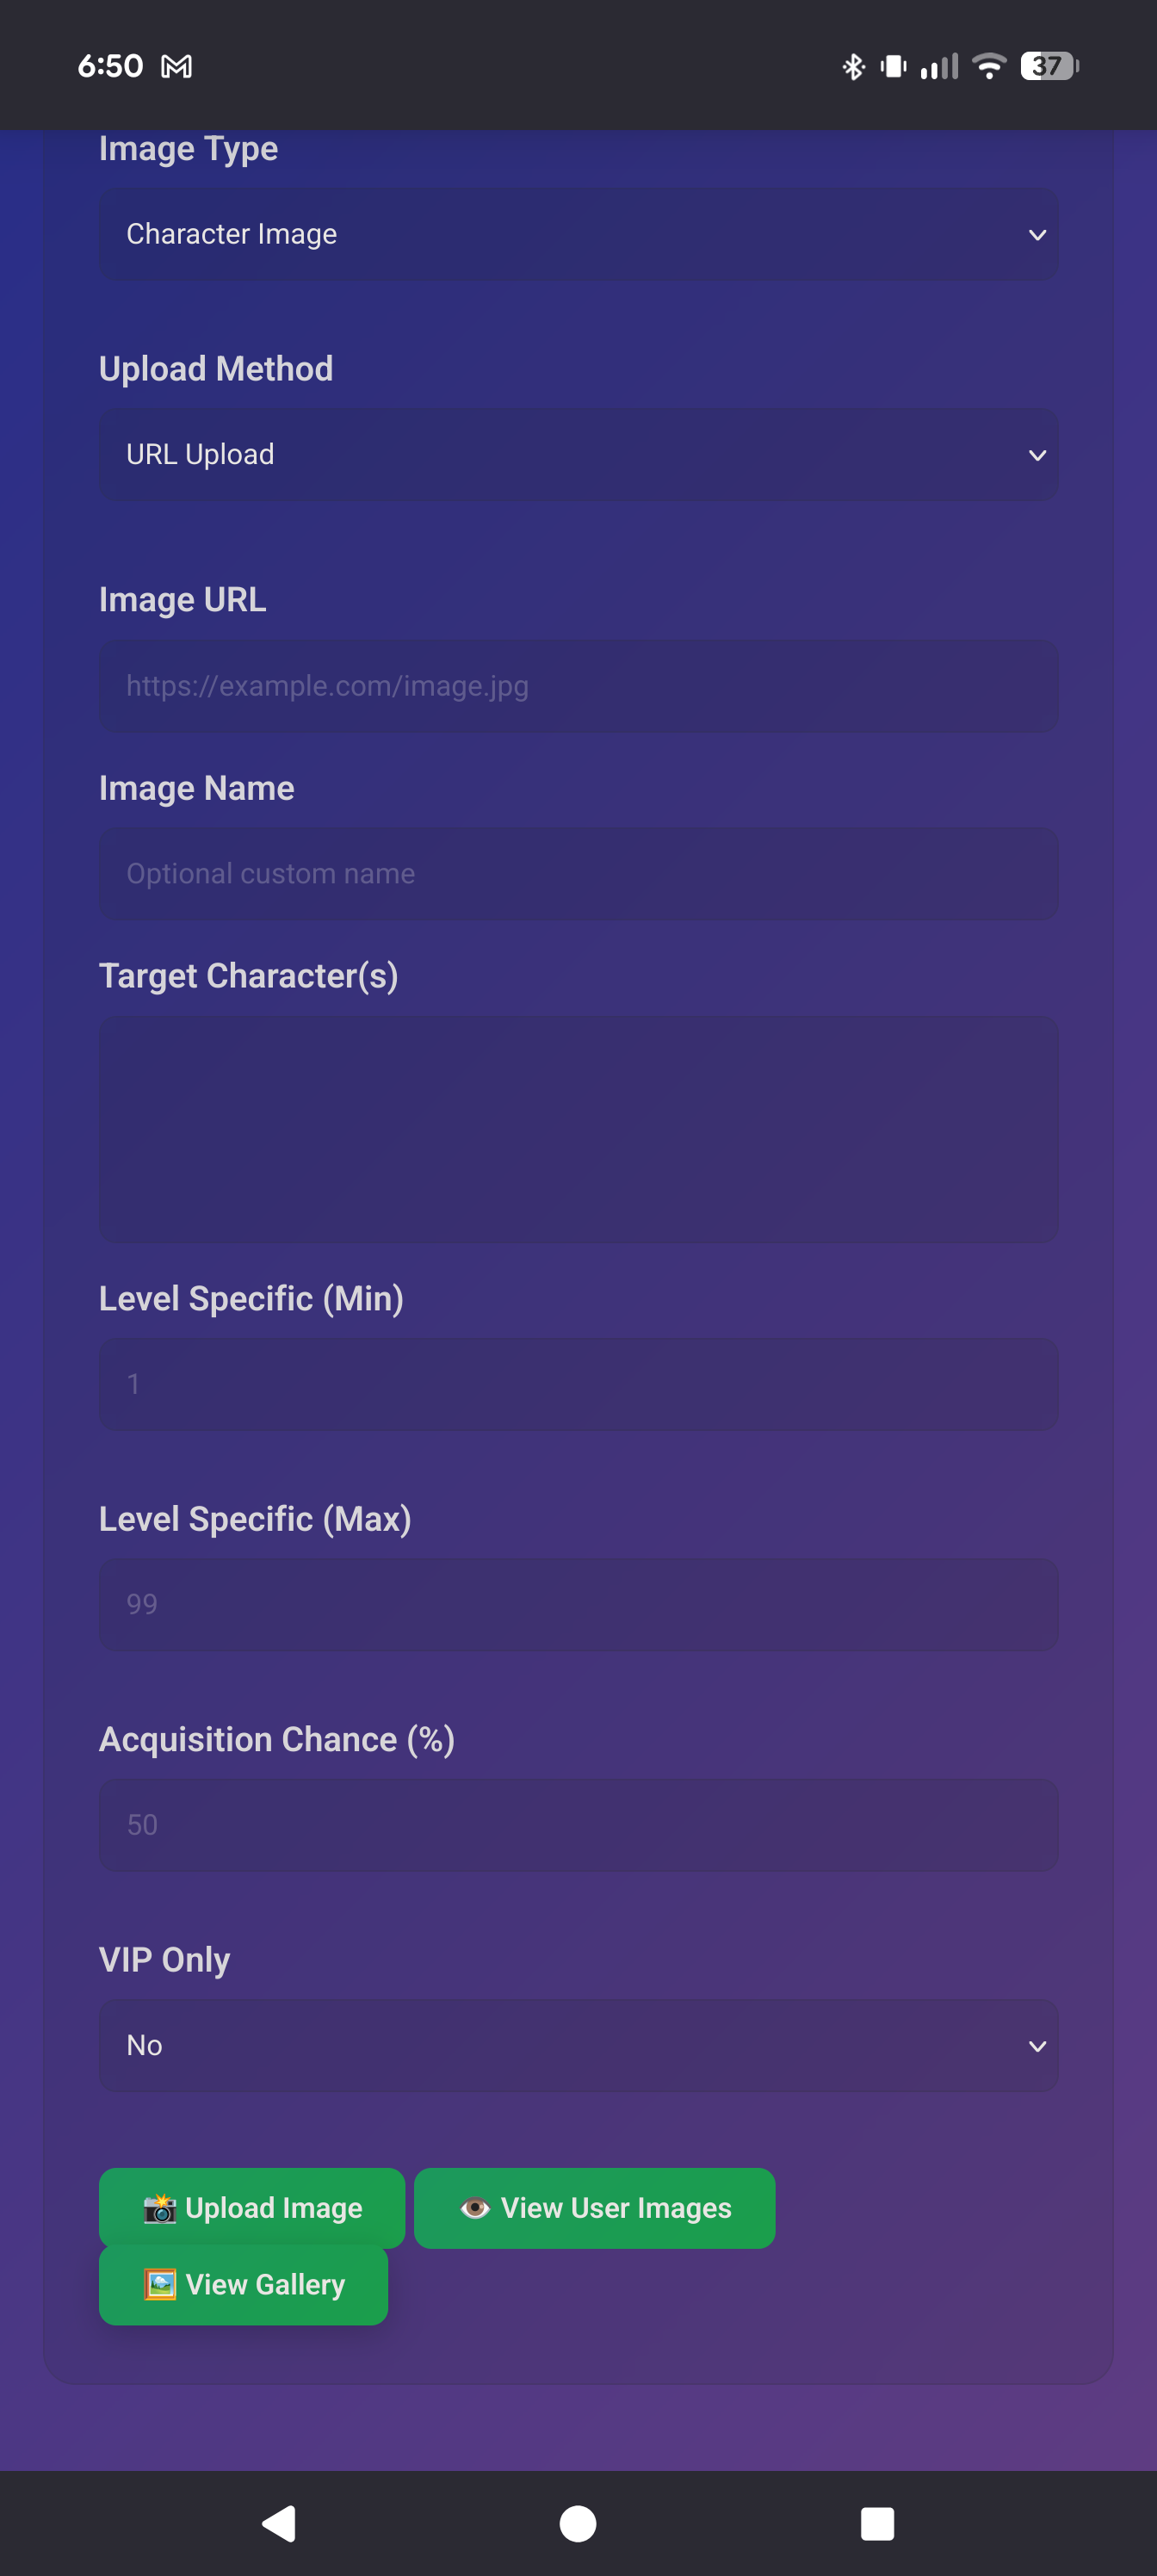 6:50
37
Image Type
Character Image
Upload Method
URL Upload
Image URL
https://example.com/image.jpg
Image Name
Optional custom name
Target Character(s)
Level Specific (Min)
1
Level Specific (Max)
99
Acquisition Chance (%)
50
VIP Only
No
📸 Upload Image
👁️ View User Images
🖼️ View Gallery